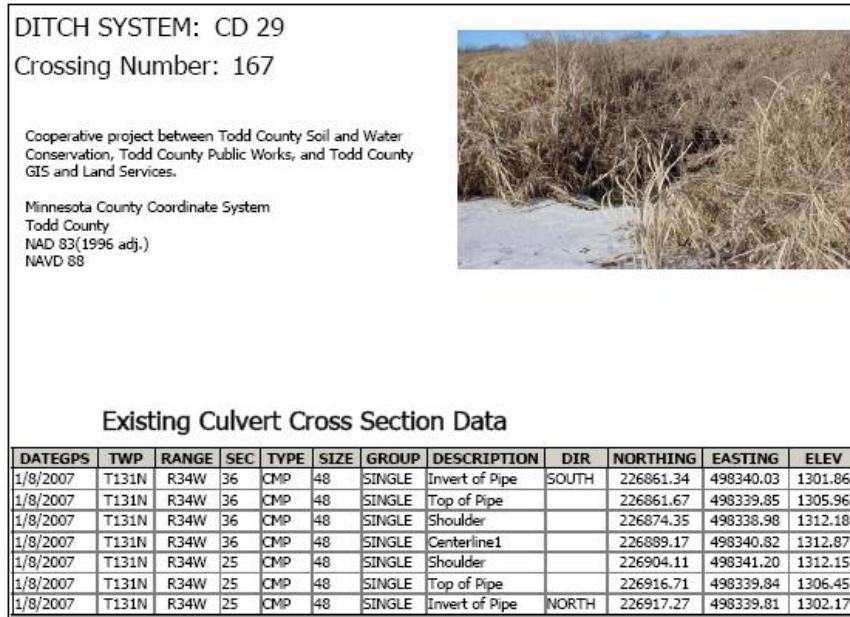 DITCH SYSTEM: CD 29
Crossing Number: 167
Cooperative project between Todd County Soil and Water
Conservation, Todd County Public Works, and Todd County
GIS and Land Services.
Minnesota County Coordinate System
Todd County
NAD 83(1996 adj.)
NAVD 88
Existing Culvert Cross Section Data
DATEGPS TWP RANGE SEC TYPE SIZE GROUP DESCRIPTION DIR NORTHING EASTING ELEV
1/8/2007 T131N R34W 36 CMP 48 SINGLE Invert of Pipe SOUTH 226861.34 498340.03 1301.86
1/8/2007 T131N R34W 36 CMP 48 SINGLE Top of Pipe 226861.67 498339.85 1305.96
1/8/2007 T131N R34W 36 CMP 48 SINGLE Shoulder 226874.35 498338.98 1312.18
1/8/2007 T131N R34W 36 CMP 48 SINGLE Centerline1 226889.17 498340.82 1312.87
1/8/2007 T131N R34W 25 CMP 48 SINGLE Shoulder 226904.11 498341.20 1312.15
1/8/2007 T131N R34W 25 CMP 48 SINGLE Top of Pipe 226916.71 498339.84 1306.45
1/8/2007 T131N R34W 25 CMP 48 SINGLE Invert of Pipe NORTH 226917.27 498339.81 1302.17